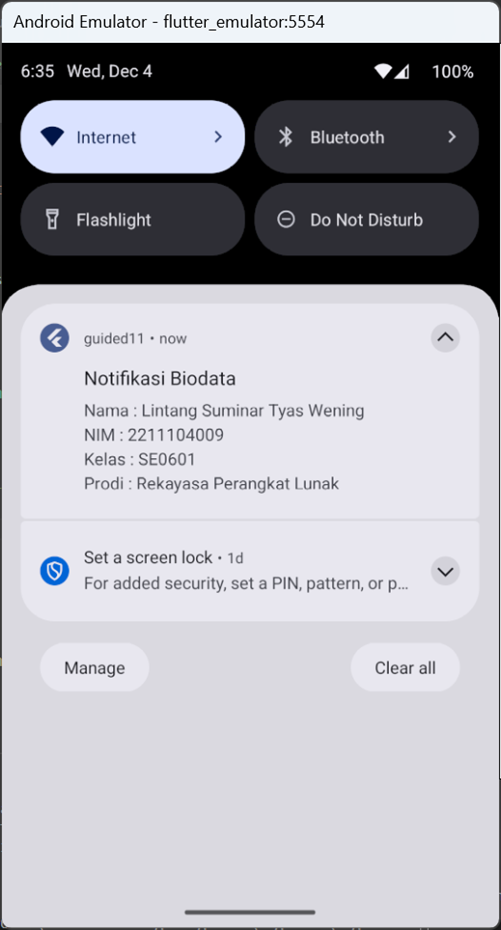 Android Emulator - flutter_emulator:5554
6:35 Wed, Dec 4 100%
Internet
Bluetooth
Flashlight
Do Not Disturb
guided11 • now
Notifikasi Biodata
Nama : Lintang Suminar Tyas Wening
NIM : 2211104009
Kelas : SE0601
Prodi : Rekayasa Perangkat Lunak
Set a screen lock • 1d
For added security, set a PIN, pattern, or p...
Manage
Clear all